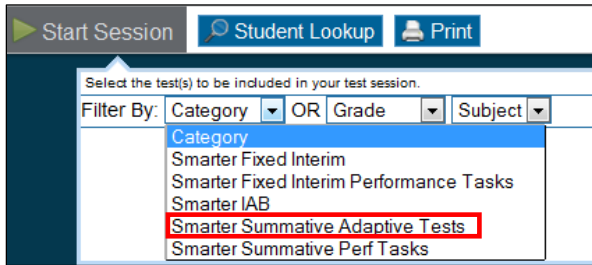 Start Session Student Lookup Print
Select the test(s) to be included in your test session.
Filter By: Category OR Grade Subject
Category
Smarter Fixed Interim
Smarter Fixed Interim Performance Tasks
Smarter IAB
Smarter Summative Adaptive Tests
Smarter Summative Perf Tasks